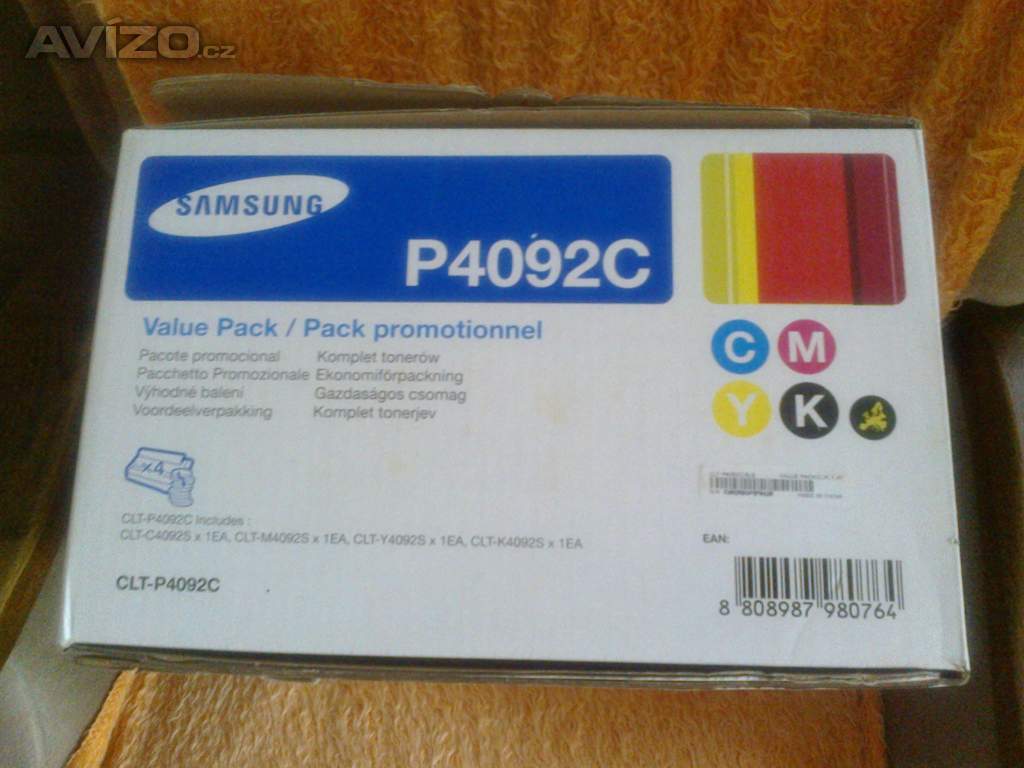 AVÍZO.cz
SAMSUNG
P4092C
Value Pack / Pack promotionnel
Pacote promocional Komplet tonerów
Pacchetto Promozionale Ekonomiförpackning
Výhodné balení Gazdaságos csomag
Voordeelverpakking Komplet tonerjev
C M
Y K
x4
CLT-P4092C Includes :
CLT-C4092S x 1EA, CLT-M4092S x 1EA, CLT-Y4092S x 1EA, CLT-K4092S x 1EA
EAN:
CLT-P4092C
8 808987 980764